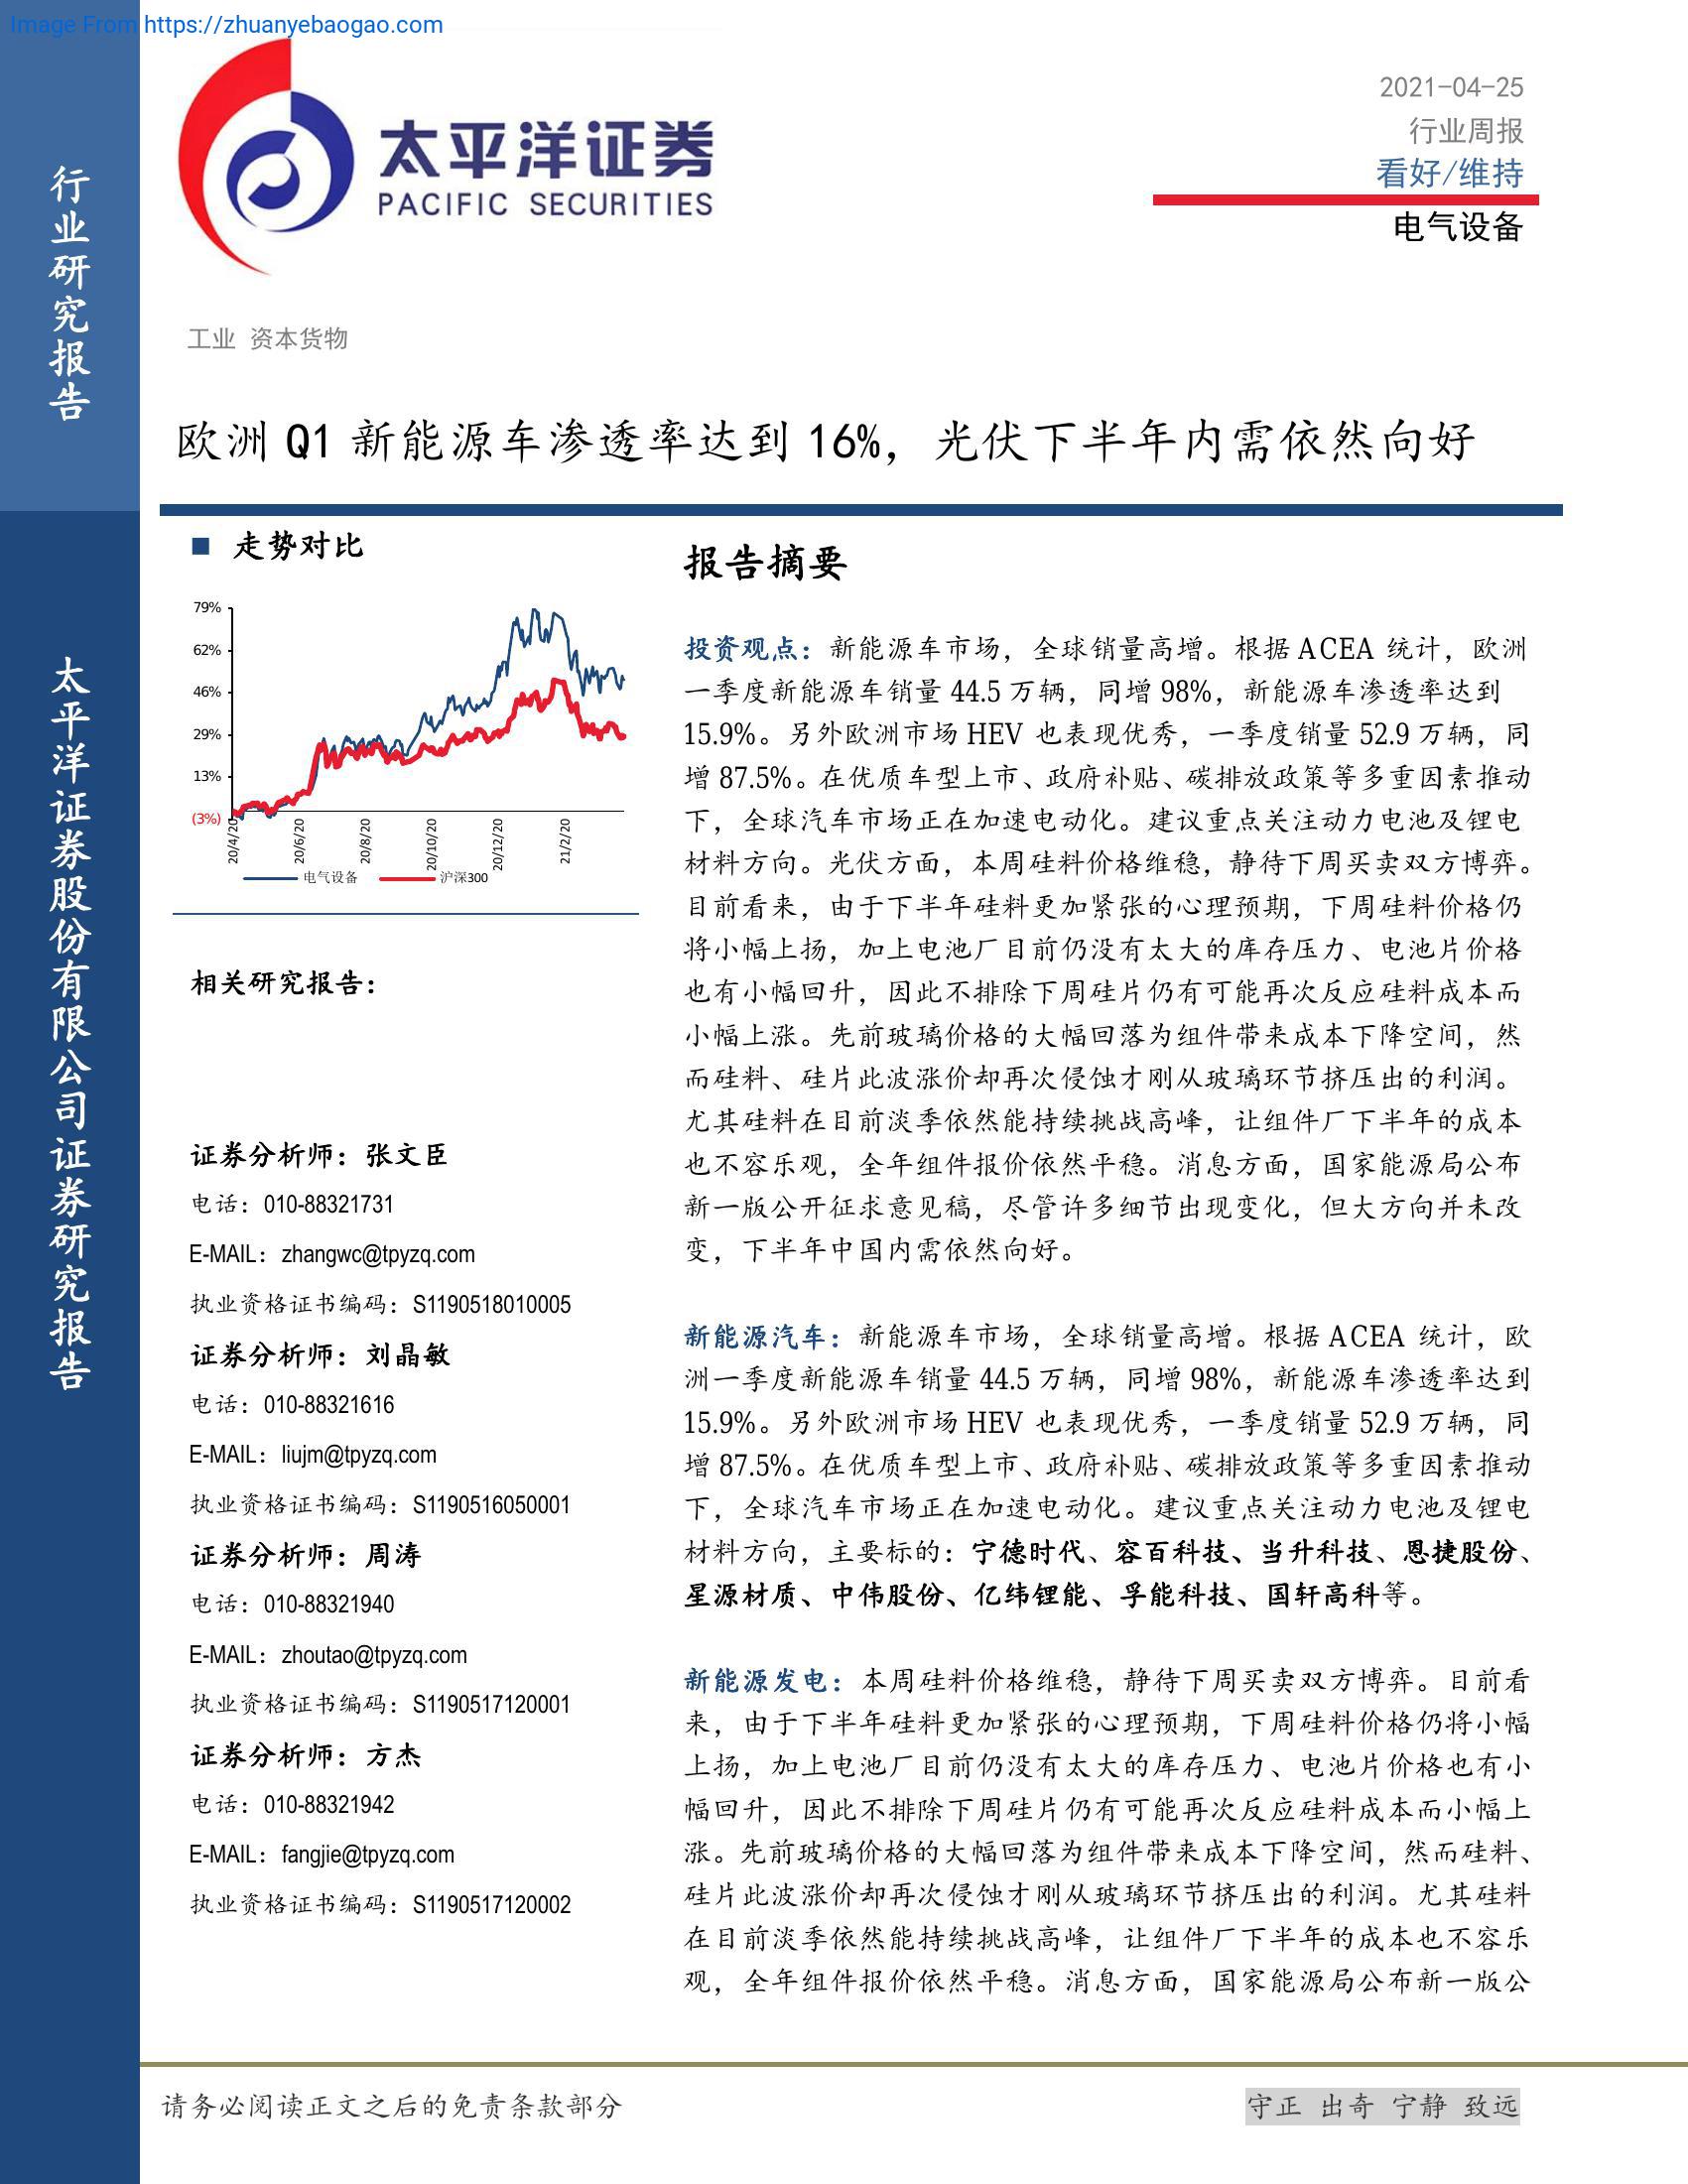 Image From https://zhuanyebaogao.com
行业研究报告
太平洋证券股份有限公司证券研究报告
太平洋证券
PACIFIC SECURITIES
2021-04-25
行业周报
看好/维持
电气设备
工业 资本货物
欧洲 Q1 新能源车渗透率达到 16%，光伏下半年内需依然向好
■ 走势对比
79%
62%
46%
29%
13%
(3%)
20/4/20
20/6/20
20/8/20
20/10/20
20/12/20
21/2/20
电气设备 沪深300
相关研究报告：
证券分析师：张文臣
电话：010-88321731
E-MAIL：zhangwc@tpyzq.com
执业资格证书编码：S1190518010005
证券分析师：刘晶敏
电话：010-88321616
E-MAIL：liujm@tpyzq.com
执业资格证书编码：S1190516050001
证券分析师：周涛
电话：010-88321940
E-MAIL：zhoutao@tpyzq.com
执业资格证书编码：S1190517120001
证券分析师：方杰
电话：010-88321942
E-MAIL：fangjie@tpyzq.com
执业资格证书编码：S1190517120002
报告摘要
投资观点：新能源车市场，全球销量高增。根据 ACEA 统计，欧洲
一季度新能源车销量 44.5 万辆，同增 98%，新能源车渗透率达到
15.9%。另外欧洲市场 HEV 也表现优秀，一季度销量 52.9 万辆，同
增 87.5%。在优质车型上市、政府补贴、碳排放政策等多重因素推动
下，全球汽车市场正在加速电动化。建议重点关注动力电池及锂电
材料方向。光伏方面，本周硅料价格维稳，静待下周买卖双方博弈。
目前看来，由于下半年硅料更加紧张的心理预期，下周硅料价格仍
将小幅上扬，加上电池厂目前仍没有太大的库存压力、电池片价格
也有小幅回升，因此不排除下周硅片仍有可能再次反应硅料成本而
小幅上涨。先前玻璃价格的大幅回落为组件带来成本下降空间，然
而硅料、硅片此波涨价却再次侵蚀才刚从玻璃环节挤压出的利润。
尤其硅料在目前淡季依然能持续挑战高峰，让组件厂下半年的成本
也不容乐观，全年组件报价依然平稳。消息方面，国家能源局公布
新一版公开征求意见稿，尽管许多细节出现变化，但大方向并未改
变，下半年中国内需依然向好。
新能源汽车：新能源车市场，全球销量高增。根据 ACEA 统计，欧
洲一季度新能源车销量 44.5 万辆，同增 98%，新能源车渗透率达到
15.9%。另外欧洲市场 HEV 也表现优秀，一季度销量 52.9 万辆，同
增 87.5%。在优质车型上市、政府补贴、碳排放政策等多重因素推动
下，全球汽车市场正在加速电动化。建议重点关注动力电池及锂电
材料方向，主要标的：宁德时代、容百科技、当升科技、恩捷股份、
星源材质、中伟股份、亿纬锂能、孚能科技、国轩高科等。
新能源发电：本周硅料价格维稳，静待下周买卖双方博弈。目前看
来，由于下半年硅料更加紧张的心理预期，下周硅料价格仍将小幅
上扬，加上电池厂目前仍没有太大的库存压力、电池片价格也有小
幅回升，因此不排除下周硅片仍有可能再次反应硅料成本而小幅上
涨。先前玻璃价格的大幅回落为组件带来成本下降空间，然而硅料、
硅片此波涨价却再次侵蚀才刚从玻璃环节挤压出的利润。尤其硅料
在目前淡季依然能持续挑战高峰，让组件厂下半年的成本也不容乐
观，全年组件报价依然平稳。消息方面，国家能源局公布新一版公
请务必阅读正文之后的免责条款部分
守正 出奇 宁静 致远